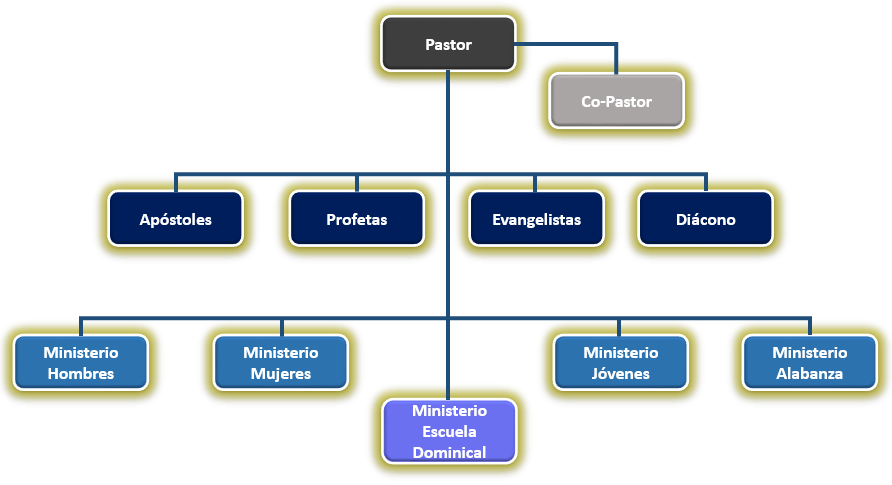 Pastor
Co-Pastor
Apóstoles
Profetas
Evangelistas
Diácono
Ministerio
Hombres
Ministerio
Mujeres
Ministerio
Jóvenes
Ministerio
Alabanza
Ministerio
Escuela
Dominical